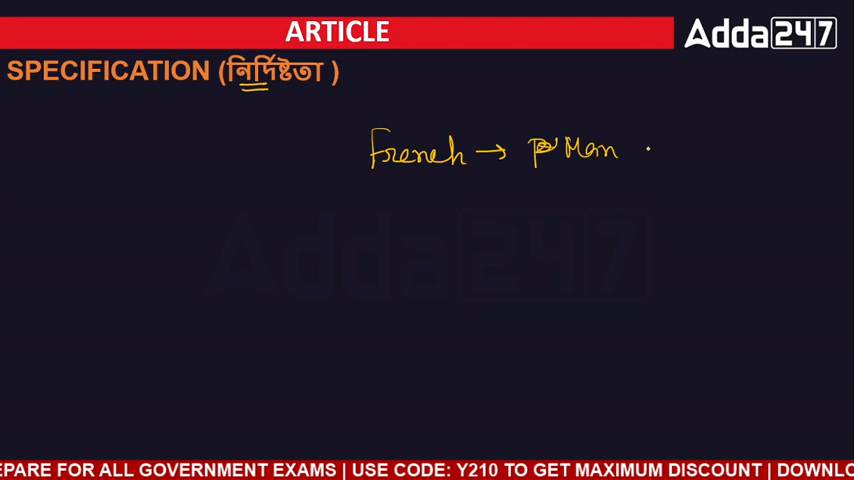 ARTICLE
Adda247
SPECIFICATION (নির্দিষ্টতা )
French → Man
Adda247
EPARE FOR ALL GOVERNMENT EXAMS | USE CODE: Y210 TO GET MAXIMUM DISCOUNT | DOWNLO